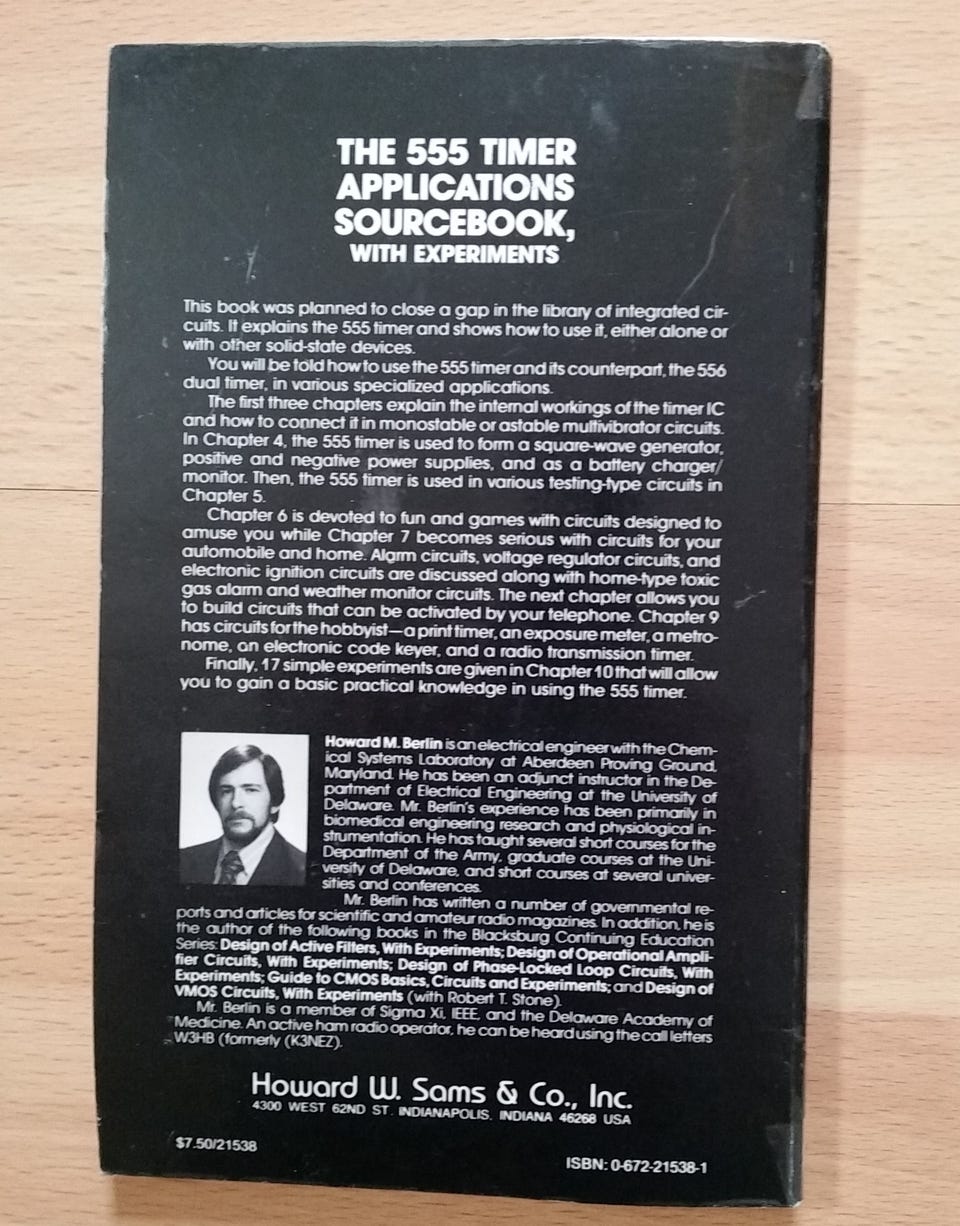 THE 555 TIMER
APPLICATIONS
SOURCEBOOK,
WITH EXPERIMENTS
This book was planned to close a gap in the library of integrated cir-
cuits. It explains the 555 timer and shows how to use it, either alone or
with other solid-state devices.
You will be told how to use the 555 timer and its counterpart, the 556
dual timer, in various specialized applications.
The first three chapters explain the internal workings of the timer IC
and how to connect it in monostable or astable multivibrator circuits.
In Chapter 4, the 555 timer is used to form a square-wave generator,
positive and negative power supplies, and as a battery charger/
monitor. Then, the 555 timer is used in various testing-type circuits in
Chapter 5.
Chapter 6 is devoted to fun and games with circuits designed to
amuse you while Chapter 7 becomes serious with circuits for your
automobile and home. Alarm circuits, voltage regulator circuits, and
electronic ignition circuits are discussed along with home-type toxic
gas alarm and weather monitor circuits. The next chapter allows you
to build circuits that can be activated by your telephone. Chapter 9
has circuits for the hobbyist—a print timer, an exposure meter, a metro-
nome, an electronic code keyer, and a radio transmission timer.
Finally, 17 simple experiments are given in Chapter 10 that will allow
you to gain a basic practical knowledge in using the 555 timer.
Howard M. Berlin is an electrical engineer with the Chem-
ical Systems Laboratory at Aberdeen Proving Ground,
Maryland. He has been an adjunct instructor in the De-
partment of Electrical Engineering at the University of
Delaware. Mr. Berlin's experience has been primarily in
biomedical engineering research and physiological in-
strumentation. He has taught several short courses for the
Department of the Army, graduate courses at the Uni-
versity of Delaware, and short courses at several univer-
sities and conferences.
Mr. Berlin has written a number of governmental re-
ports and articles for scientific and amateur radio magazines. In addition, he is
the author of the following books in the Blacksburg Continuing Education
Series: Design of Active Filters, With Experiments; Design of Operational Ampli-
fier Circuits, With Experiments; Design of Phase-Locked Loop Circuits, With
Experiments; Guide to CMOS Basics, Circuits and Experiments; and Design of
VMOS Circuits, With Experiments (with Robert T. Stone).
Mr. Berlin is a member of Sigma Xi, IEEE, and the Delaware Academy of
Medicine. An active ham radio operator, he can be heard using the call letters
W3HB (formerly (K3NEZ).
Howard W. Sams & Co., Inc.
4300 WEST 62ND ST. INDIANAPOLIS, INDIANA 46268 USA
$7.50/21538
ISBN: 0-672-21538-1